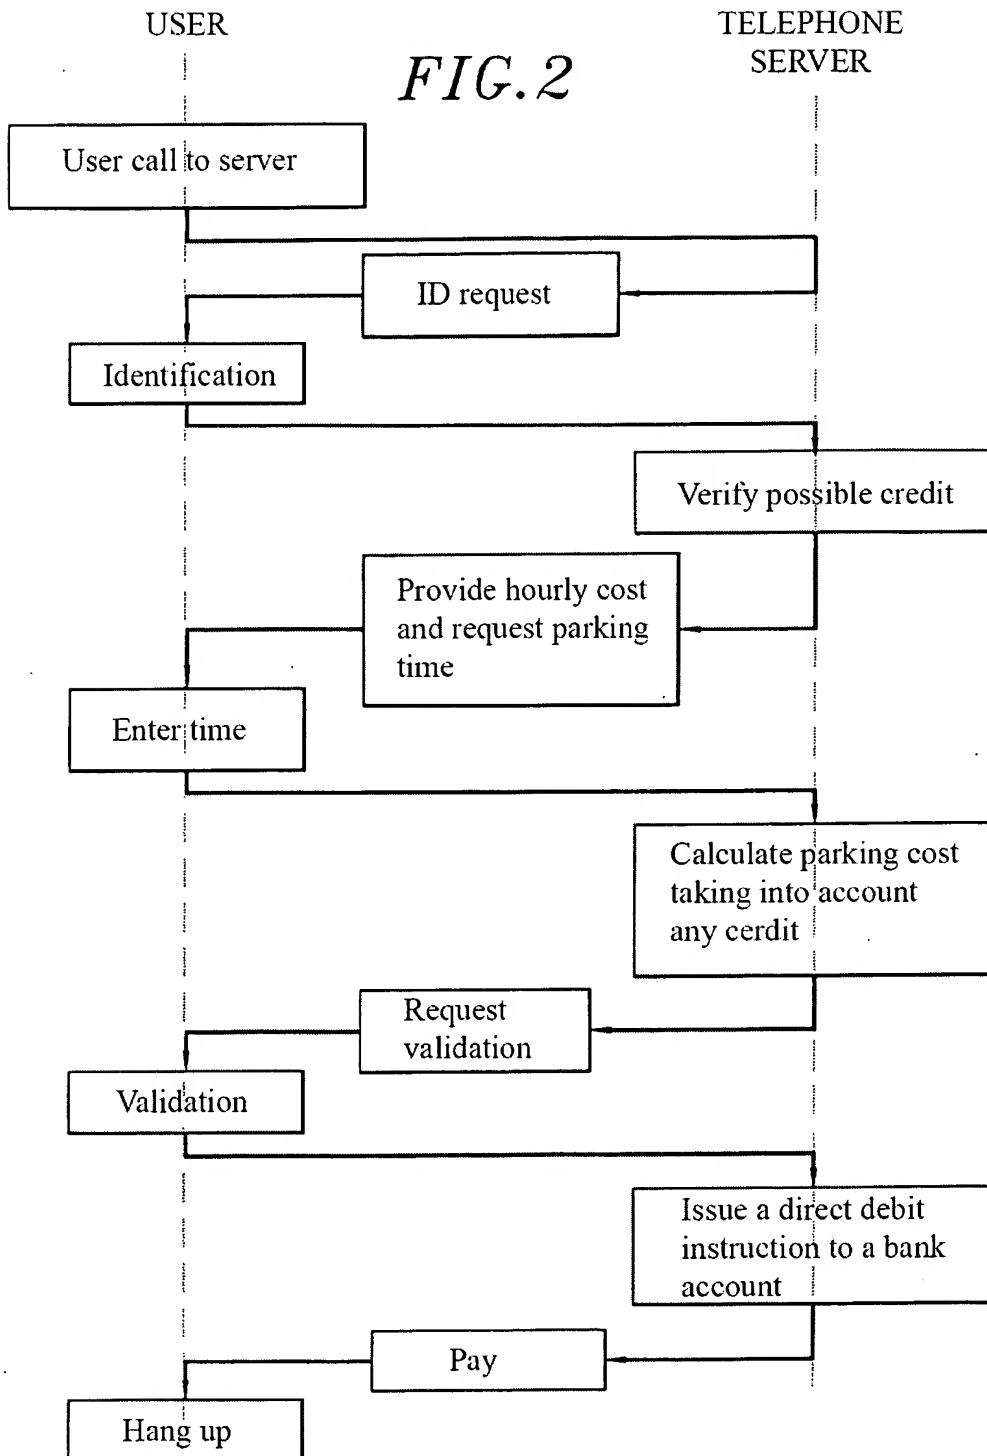 USER
TELEPHONE
SERVER
FIG.2
User call to server
ID request
Identification
Verify possible credit
Provide hourly cost
and request parking
time
Enter time
Calculate parking cost
taking into account
any cerdit
Request
validation
Validation
Issue a direct debit
instruction to a bank
account
Pay
Hang up